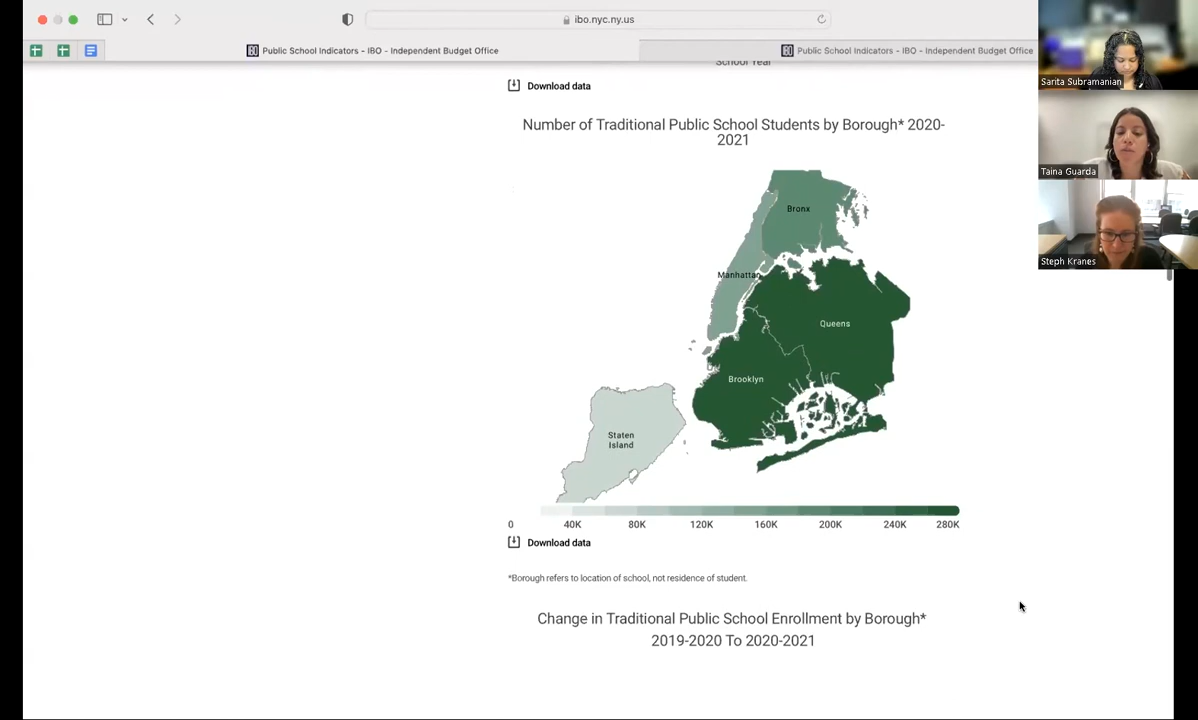 ibo.nyc.ny.us
Public School Indicators - IBO - Independent Budget Office
Public School Indicators - IBO - Independent Budget Office
School Year
Download data
Number of Traditional Public School Students by Borough* 2020-
2021
Bronx
Manhattan
Queens
Brooklyn
Staten
Island
0 40K 80K 120K 160K 200K 240K 280K
Download data
*Borough refers to location of school, not residence of student.
Change in Traditional Public School Enrollment by Borough*
2019-2020 To 2020-2021
Sarita Subramanian
Taina Guarda
Steph Kranes